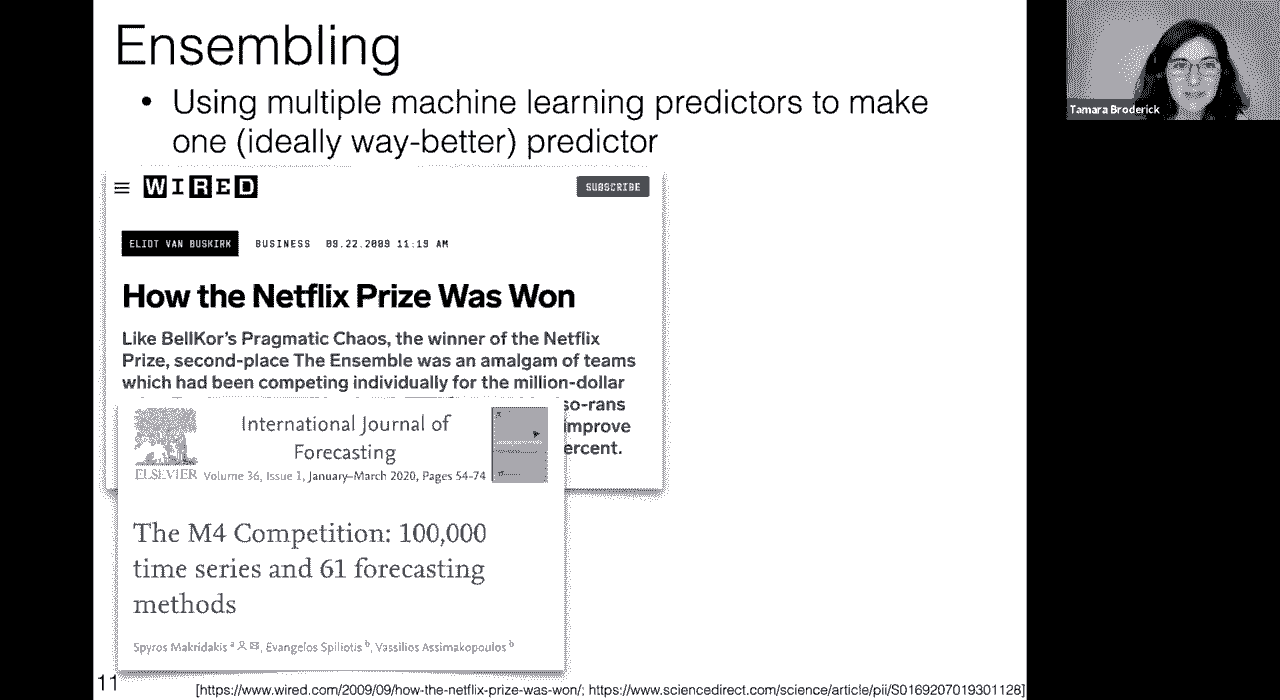 Ensembling
• Using multiple machine learning predictors to make
one (ideally way-better) predictor
WIRED
SUBSCRIBE
ELIOT VAN BUSKIRK BUSINESS 09.22.2009 11:19 AM
How the Netflix Prize Was Won
Like BellKor's Pragmatic Chaos, the winner of the Netflix
Prize, second-place The Ensemble was an amalgam of teams
which had been competing individually for the million-dollar
so-rans
improve
ercent.
International Journal of
Forecasting
ELSEVIER Volume 36, Issue 1, January–March 2020, Pages 54-74
The M4 Competition: 100,000
time series and 61 forecasting
methods
Spyros Makridakis a, Evangelos Spiliotis b, Vassilios Assimakopoulos b
11
[https://www.wired.com/2009/09/how-the-netflix-prize-was-won/; https://www.sciencedirect.com/science/article/pii/S0169207019301128]
Tamara Broderick